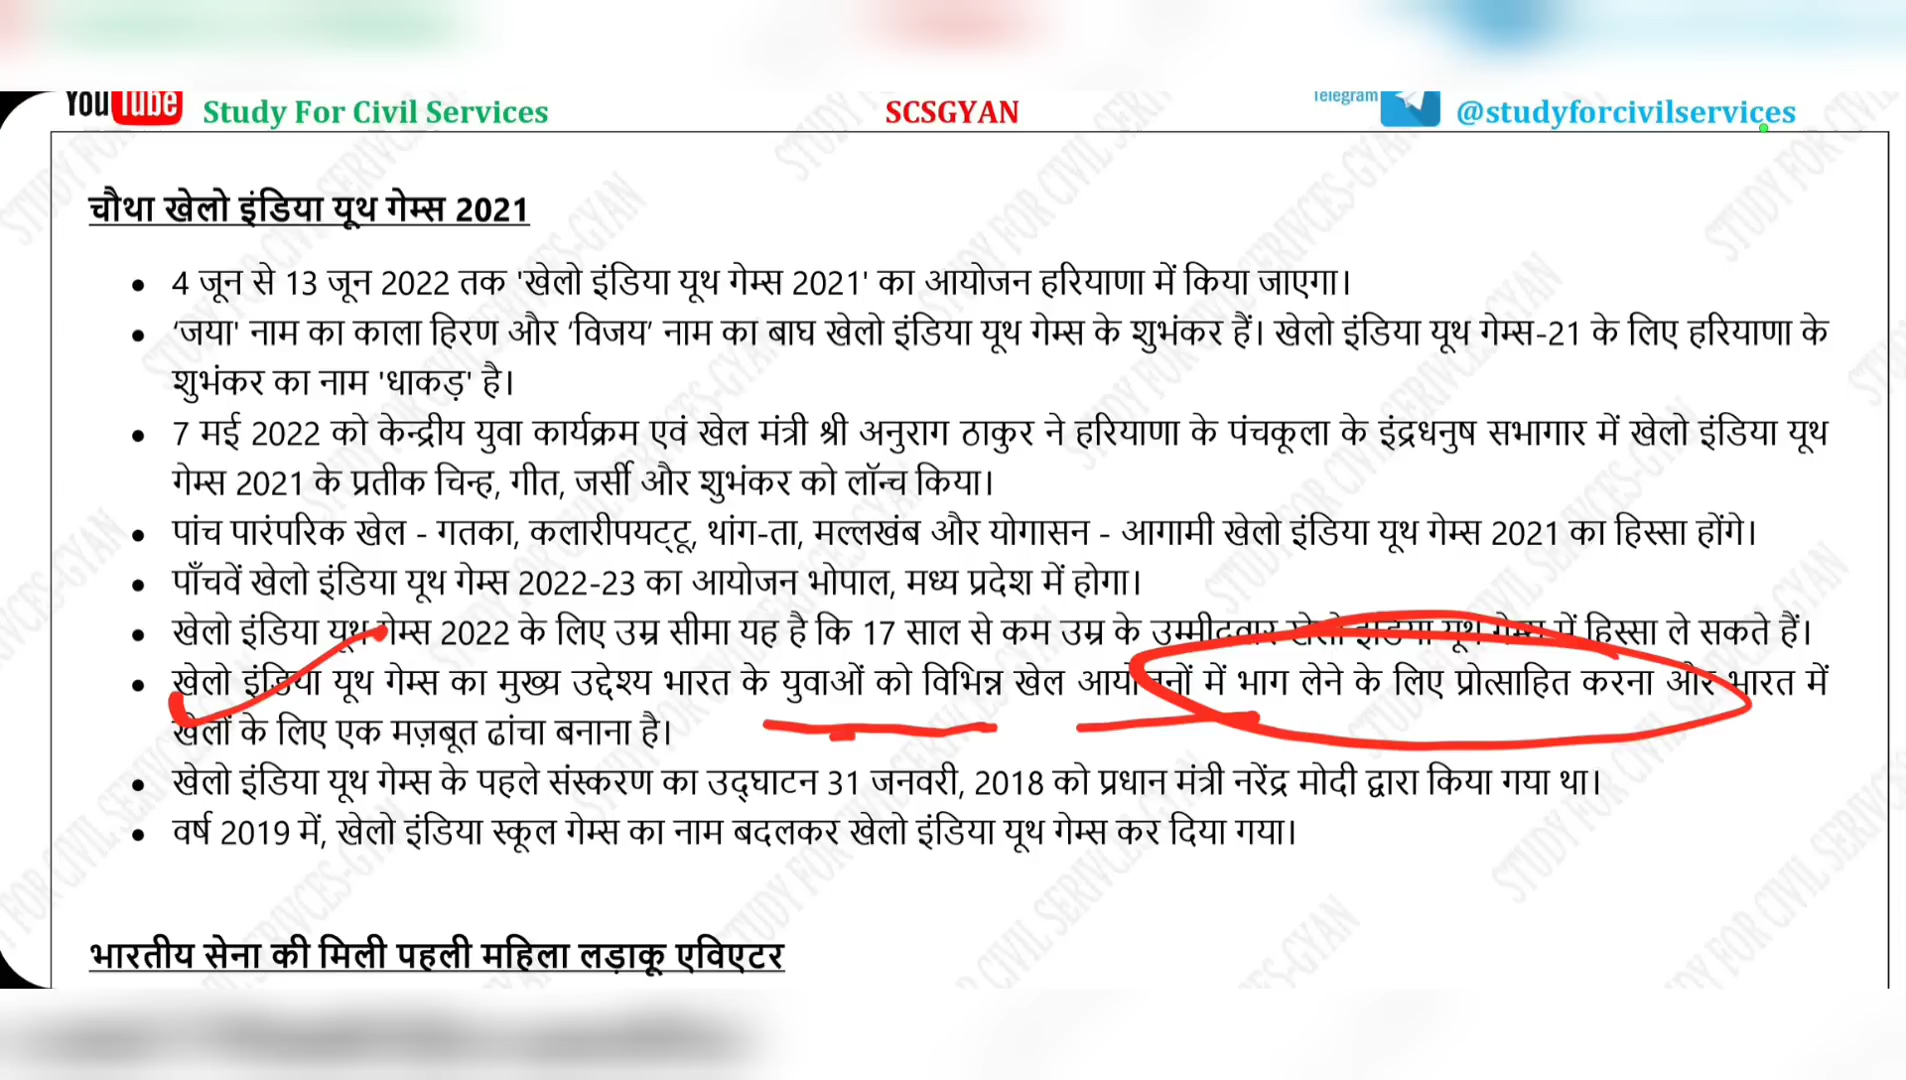 YouTube Study For Civil Services SCSGYAN Telegram @studyforcivilservices
चौथा खेलो इंडिया यूथ गेम्स 2021
• 4 जून से 13 जून 2022 तक 'खेलो इंडिया यूथ गेम्स 2021' का आयोजन हरियाणा में किया जाएगा।
• ‘जया' नाम का काला हिरण और ‘विजय’ नाम का बाघ खेलो इंडिया यूथ गेम्स के शुभंकर हैं। खेलो इंडिया यूथ गेम्स-21 के लिए हरियाणा के
शुभंकर का नाम 'धाकड़' है।
• 7 मई 2022 को केन्द्रीय युवा कार्यक्रम एवं खेल मंत्री श्री अनुराग ठाकुर ने हरियाणा के पंचकूला के इंद्रधनुष सभागार में खेलो इंडिया यूथ
गेम्स 2021 के प्रतीक चिन्ह, गीत, जर्सी और शुभंकर को लॉन्च किया।
• पांच पारंपरिक खेल - गतका, कलारीपयट्टू, थांग-ता, मल्लखंब और योगासन - आगामी खेलो इंडिया यूथ गेम्स 2021 का हिस्सा होंगे।
• पाँचवें खेलो इंडिया यूथ गेम्स 2022-23 का आयोजन भोपाल, मध्य प्रदेश में होगा।
• खेलो इंडिया यूथ गेम्स 2022 के लिए उम्र सीमा यह है कि 17 साल से कम उम्र के उम्मीदवार खेलो इंडिया यूथ गेम्स में हिस्सा ले सकते हैं।
• खेलो इंडिया यूथ गेम्स का मुख्य उद्देश्य भारत के युवाओं को विभिन्न खेल आयोजनों में भाग लेने के लिए प्रोत्साहित करना और भारत में
खेलों के लिए एक मज़बूत ढांचा बनाना है।
• खेलो इंडिया यूथ गेम्स के पहले संस्करण का उद्घाटन 31 जनवरी, 2018 को प्रधान मंत्री नरेंद्र मोदी द्वारा किया गया था।
• वर्ष 2019 में, खेलो इंडिया स्कूल गेम्स का नाम बदलकर खेलो इंडिया यूथ गेम्स कर दिया गया।
भारतीय सेना की मिली पहली महिला लड़ाकू एविएटर